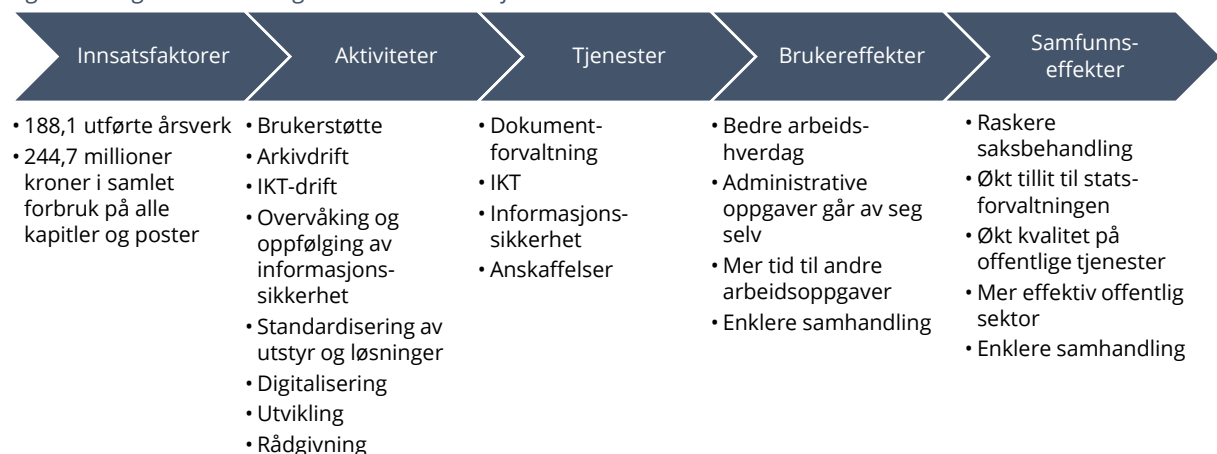 Innsatsfaktorer
Aktiviteter
Tjenester
Brukereffekter
Samfunns-
effekter
• 188,1 utførte årsverk
• 244,7 millioner
kroner i samlet
forbruk på alle
kapitler og poster
• Brukerstøtte
• Arkivdrift
• IKT-drift
• Overvåking og
oppfølging av
informasjons-
sikkerhet
• Standardisering av
utstyr og løsninger
• Digitalisering
• Utvikling
• Rådgivning
• Dokument-
forvaltning
• IKT
• Informasjons-
sikkerhet
• Anskaffelser
• Bedre arbeids-
hverdag
• Administrative
oppgaver går av seg
selv
• Mer tid til andre
arbeidsoppgaver
• Enklere samhandling
• Raskere
saksbehandling
• Økt tillit til stats-
forvaltningen
• Økt kvalitet på
offentlige tjenester
• Mer effektiv offentlig
sektor
• Enklere samhandling